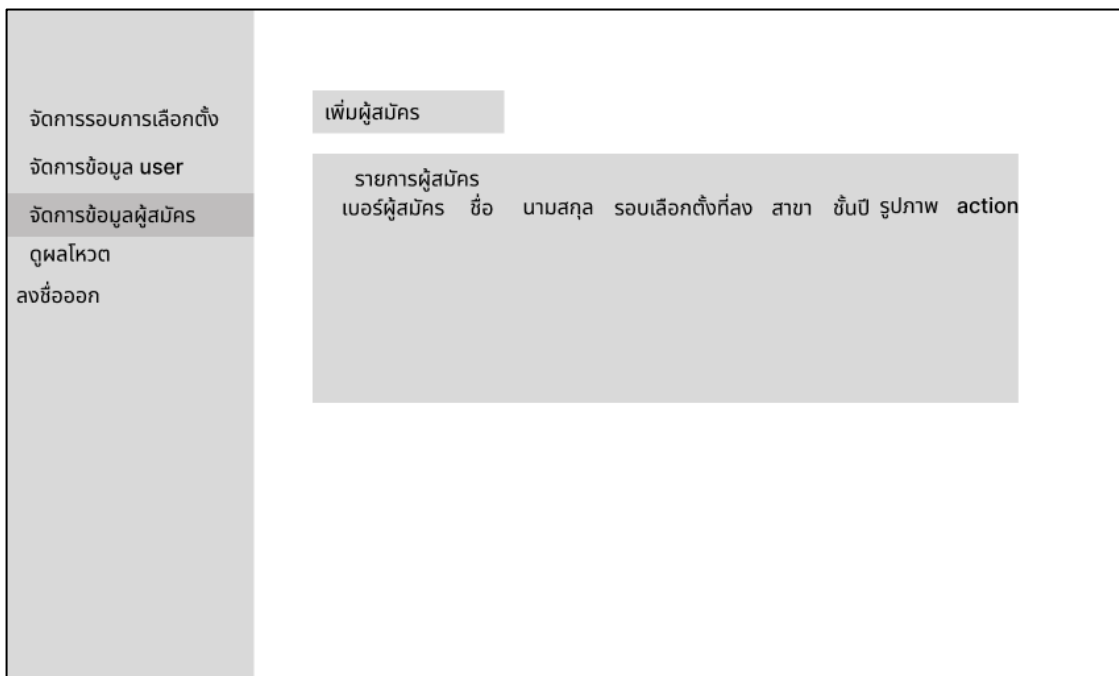 จัดการรอบการเลือกตั้ง
จัดการข้อมูล user
จัดการข้อมูลผู้สมัคร
ดูผลโหวต
ลงชื่อออก
เพิ่มผู้สมัคร
รายการผู้สมัคร
เบอร์ผู้สมัคร ชื่อ นามสกุล รอบเลือกตั้งที่ลง สาขา ชั้นปี รูปภาพ action